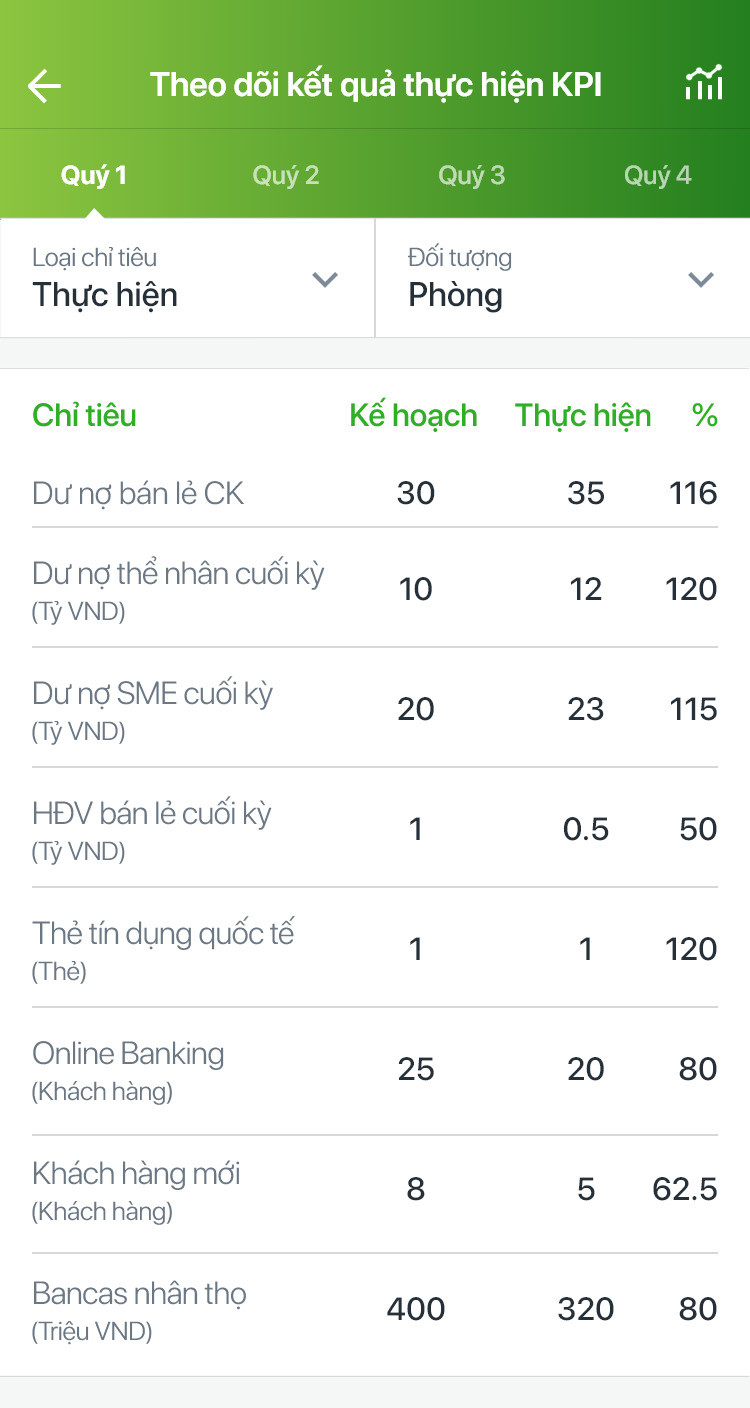 Theo dõi kết quả thực hiện KPI
Quý 1 Quý 2 Quý 3 Quý 4
Loại chỉ tiêu
Thực hiện
Đối tượng
Phòng
Chỉ tiêu Kế hoạch Thực hiện %
Dư nợ bán lẻ CK 30 35 116
Dư nợ thể nhân cuối kỳ
(Tỷ VND)
10 12 120
Dư nợ SME cuối kỳ
(Tỷ VND)
20 23 115
HĐV bán lẻ cuối kỳ
(Tỷ VND)
1 0.5 50
Thẻ tín dụng quốc tế
(Thẻ)
1 1 120
Online Banking
(Khách hàng)
25 20 80
Khách hàng mới
(Khách hàng)
8 5 62.5
Bancas nhân thọ
(Triệu VND)
400 320 80